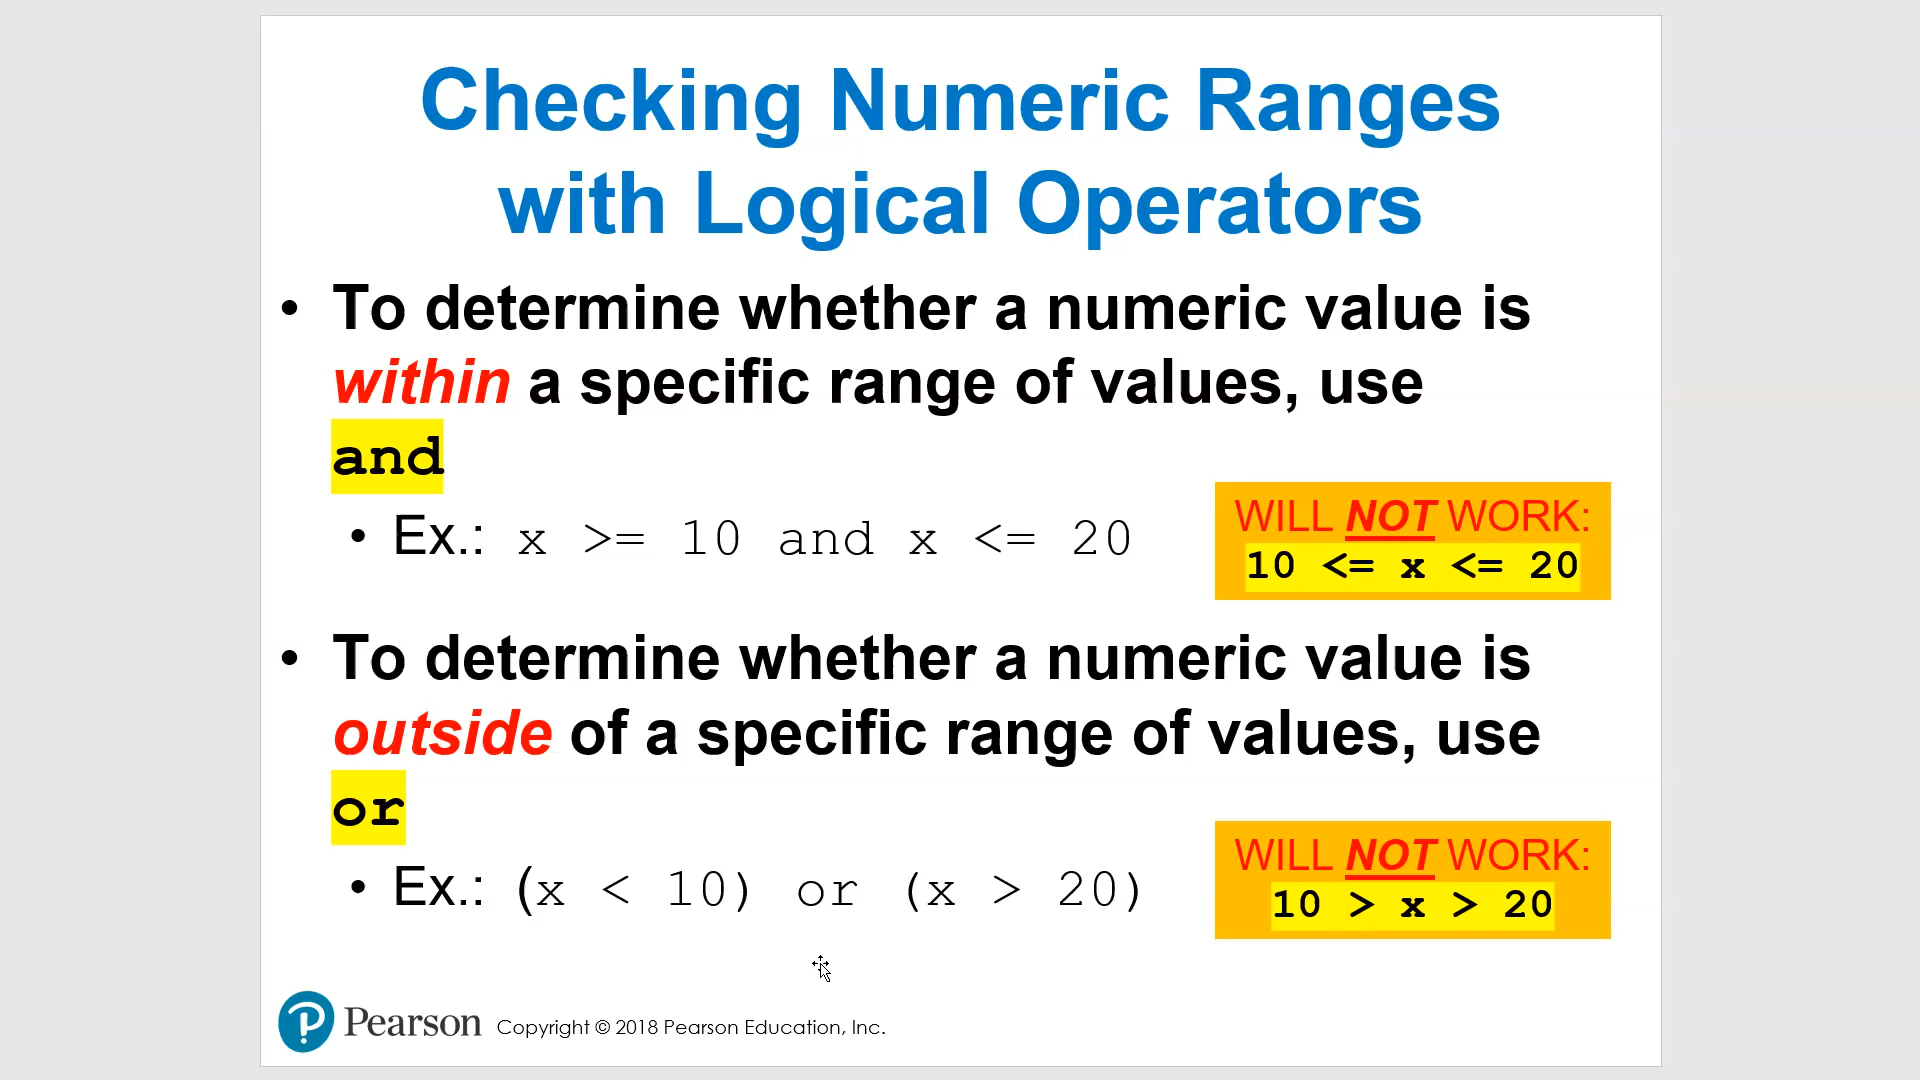 Checking Numeric Ranges
with Logical Operators
• To determine whether a numeric value is
within a specific range of values, use
and
• Ex.: x >= 10 and x <= 20
WILL NOT WORK:
10 <= x <= 20
• To determine whether a numeric value is
outside of a specific range of values, use
or
• Ex.: (x < 10) or (x > 20)
WILL NOT WORK:
10 > x > 20
Pearson Copyright © 2018 Pearson Education, Inc.